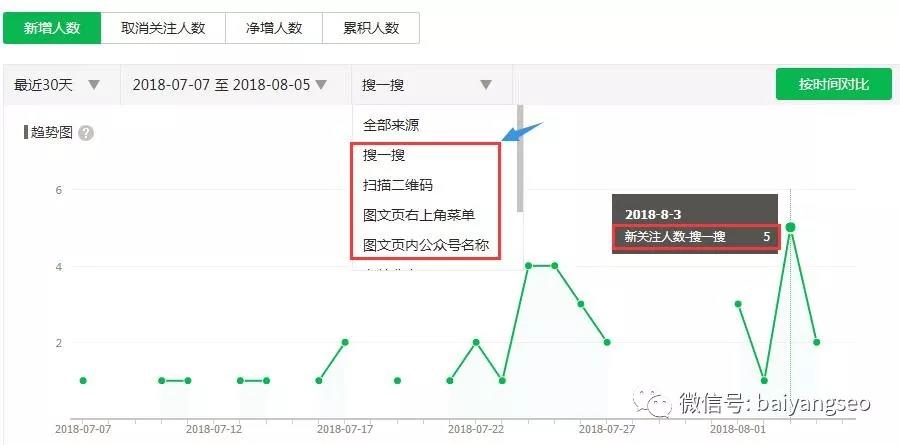 新增人数 取消关注人数 净增人数 累积人数
最近30天 2018-07-07 至 2018-08-05 搜一搜 按时间对比
全部来源
趋势图 ?
搜一搜
扫描二维码
图文页右上角菜单
图文页内公众号名称
2018-8-3
新关注人数-搜一搜 5
6
4
2
微信号: baiyangseo
2018-07-07 2018-07-12 2018-07-17 2018-07-22 2018-07-27 2018-08-01